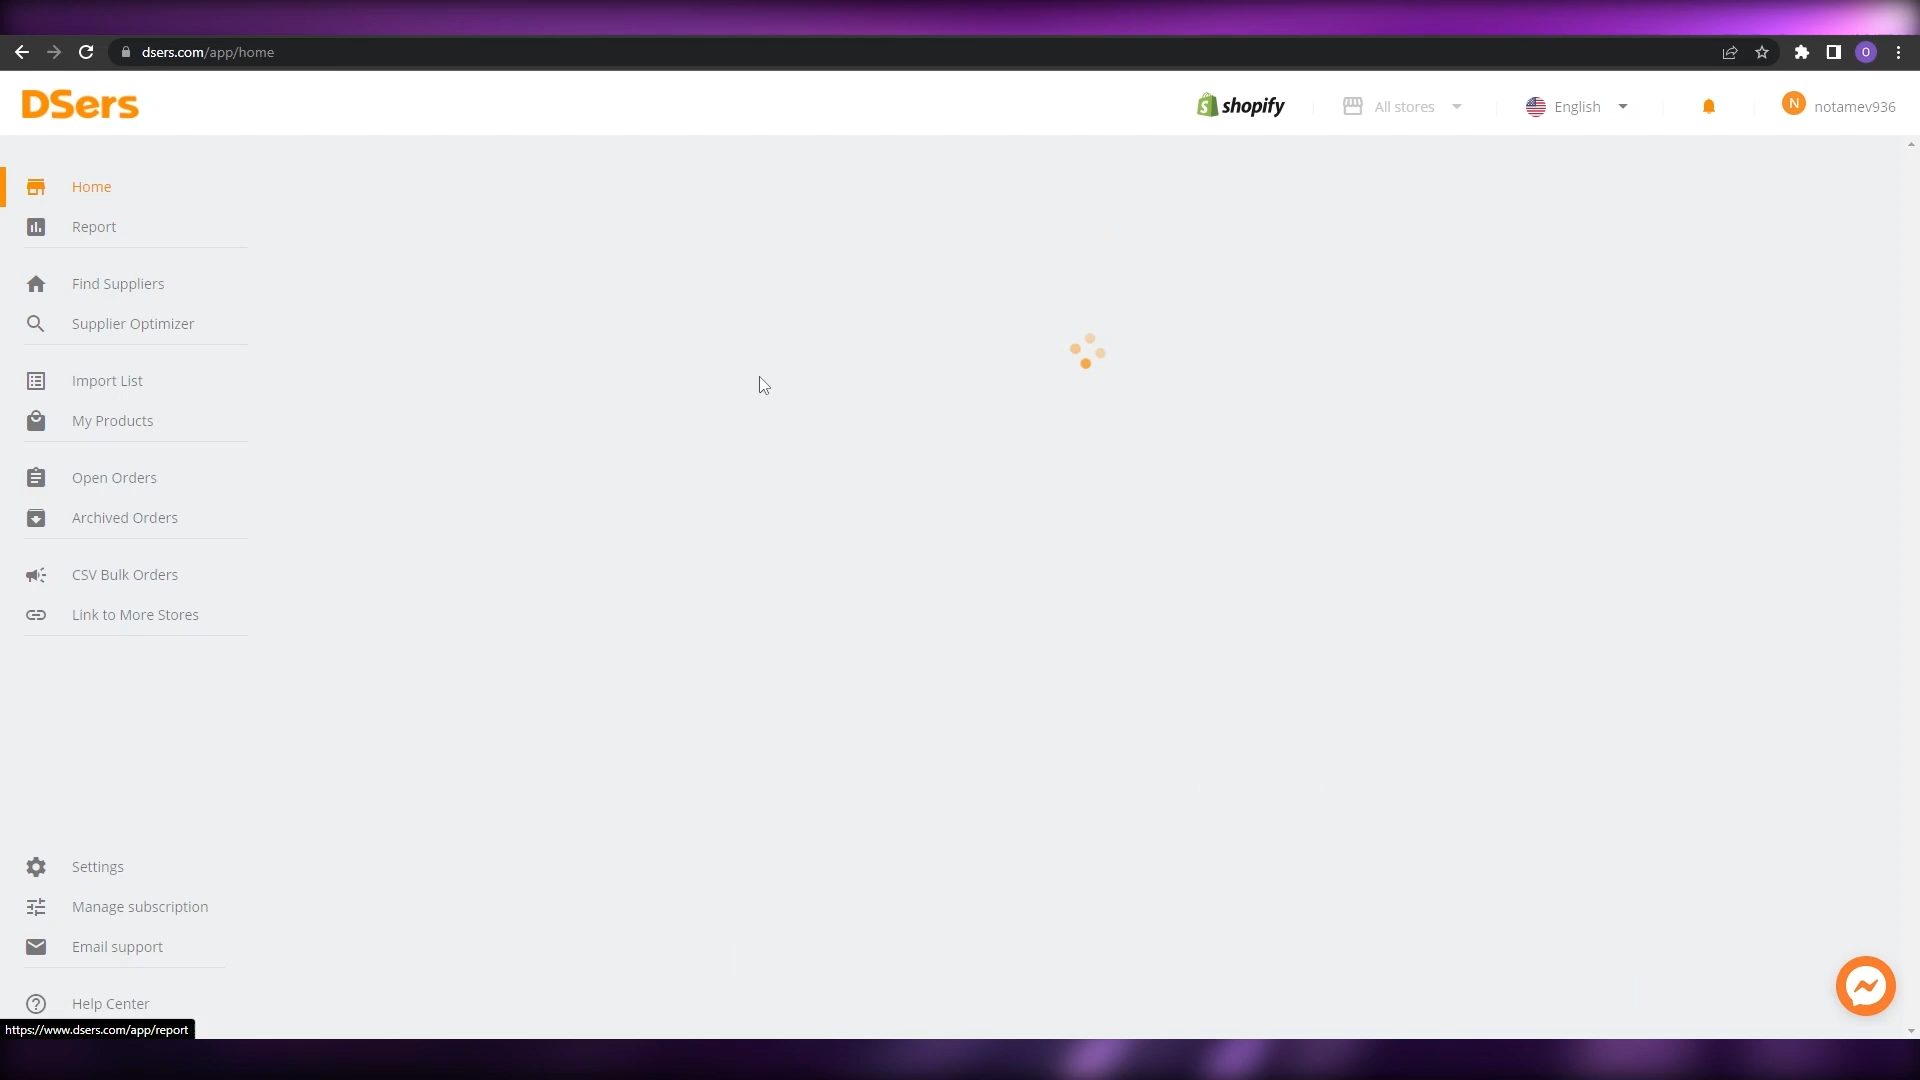 dsers.com/app/home
DSers
shopify
All stores
English
N
notamev936
O
Home
Report
Find Suppliers
Supplier Optimizer
Import List
My Products
Open Orders
Archived Orders
CSV Bulk Orders
Link to More Stores
Settings
Manage subscription
Email support
Help Center
https://www.dsers.com/app/report